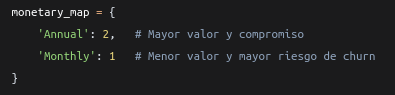 monetary_map = {
    'Annual': 2,   # Mayor valor y compromiso
    'Monthly': 1   # Menor valor y mayor riesgo de churn
}